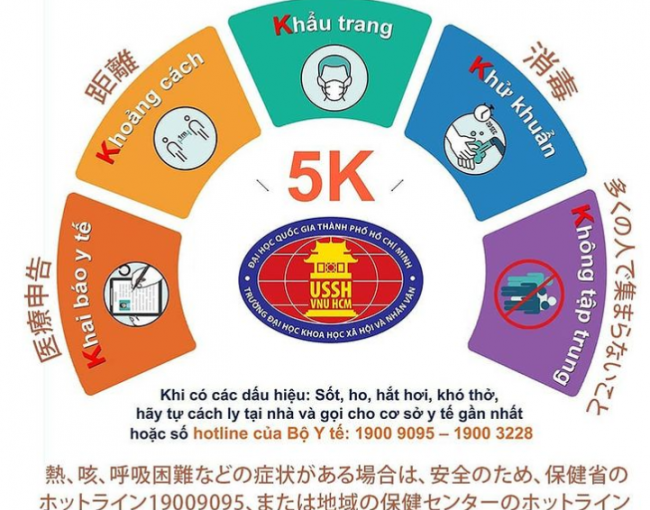 Khẩu trang
距離
Khoảng cách
消毒
Khử khuẩn
1m
5K
医療申告
Khai báo y tế
多くの人で集まらないこと
Không tập trung
ĐẠI HỌC QUỐC GIA THÀNH PHỐ HỒ CHÍ MINH
USSH
VNU HCM
TRƯỜNG ĐẠI HỌC KHOA HỌC XÃ HỘI VÀ NHÂN VĂN
Khi có các dấu hiệu: Sốt, ho, hắt hơi, khó thở,
hãy tự cách ly tại nhà và gọi cho cơ sở y tế gần nhất
hoặc số hotline của Bộ Y tế: 1900 9095 – 1900 3228
熱、咳、呼吸困難などの症状がある場合は、安全のため、保健省の
ホットライン19009095、または地域の保健センターのホットライン